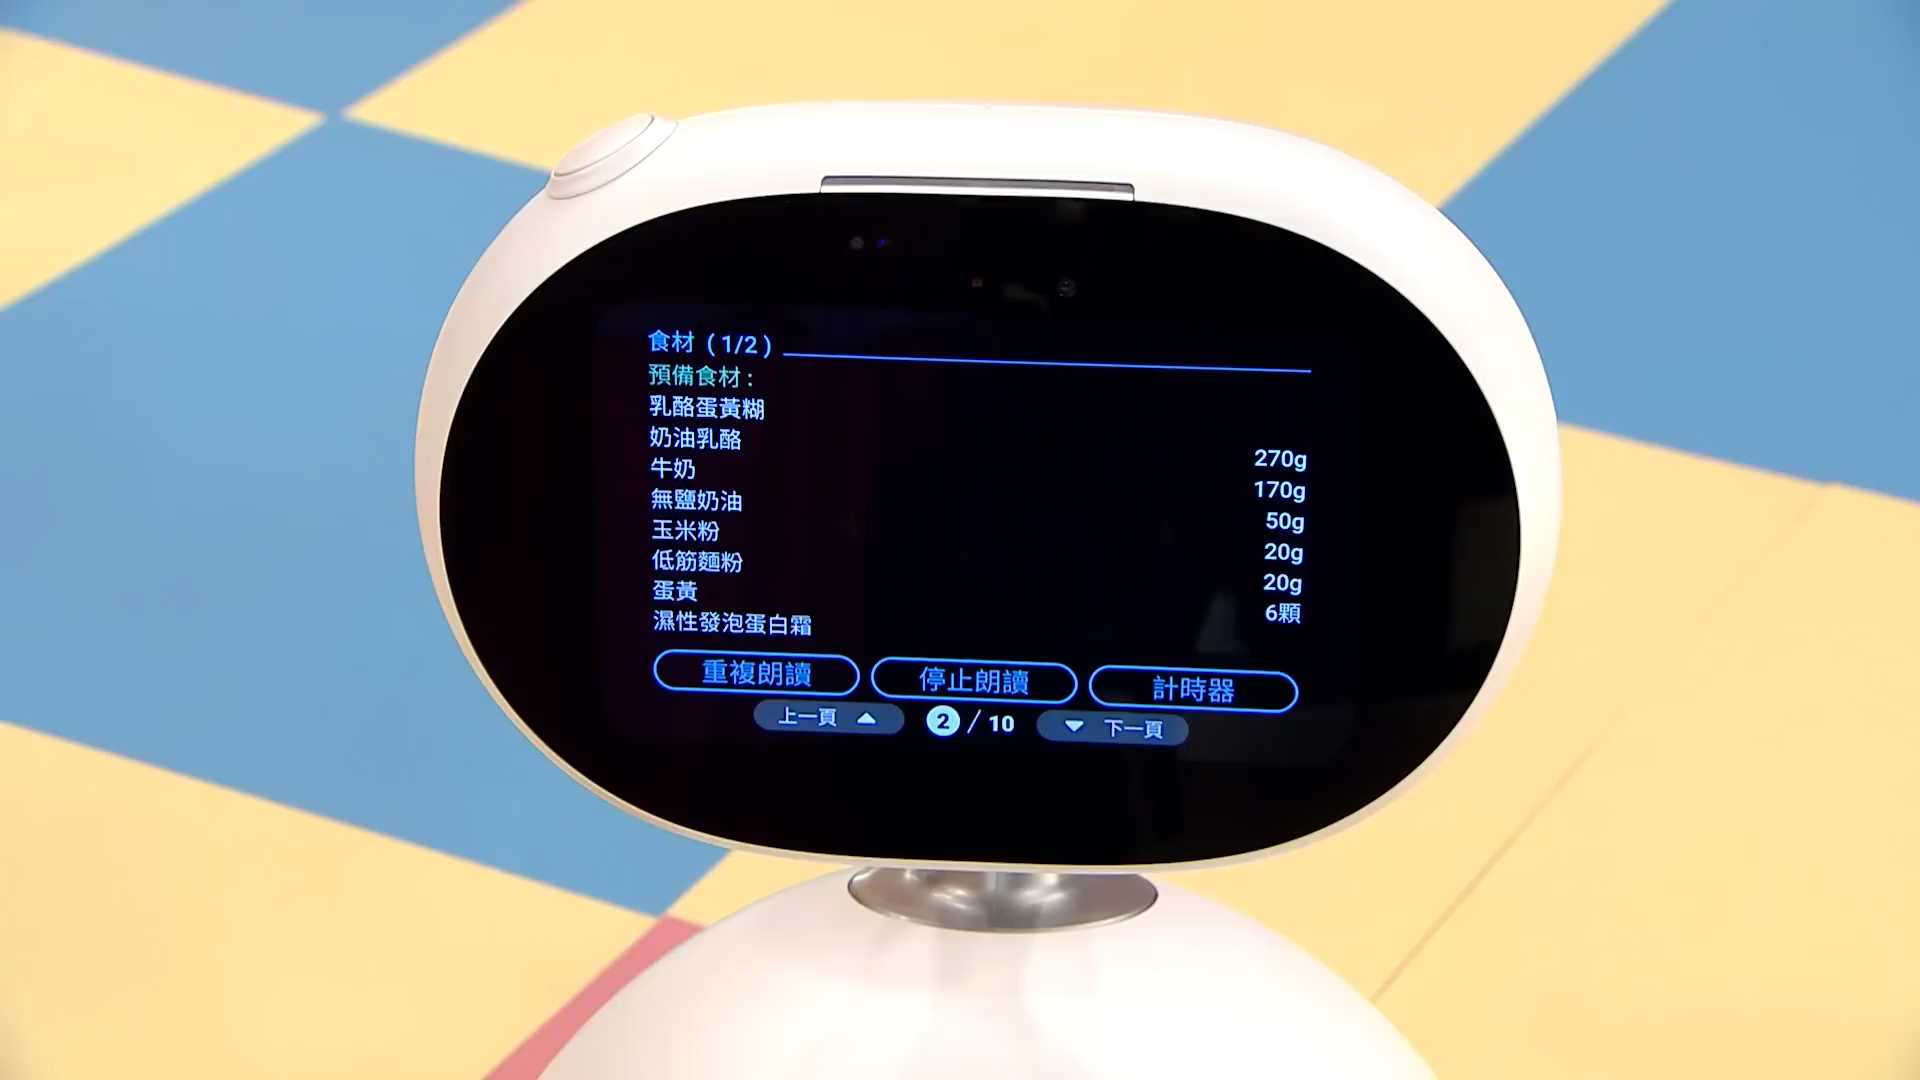 食材 ( 1/2 )
預備食材 :
乳酪蛋黃糊
奶油乳酪 270g
牛奶 170g
無鹽奶油 50g
玉米粉 20g
低筋麵粉 20g
蛋黃 6顆
濕性發泡蛋白霜
重複朗讀 停止朗讀 計時器
上一頁 2 / 10 下一頁